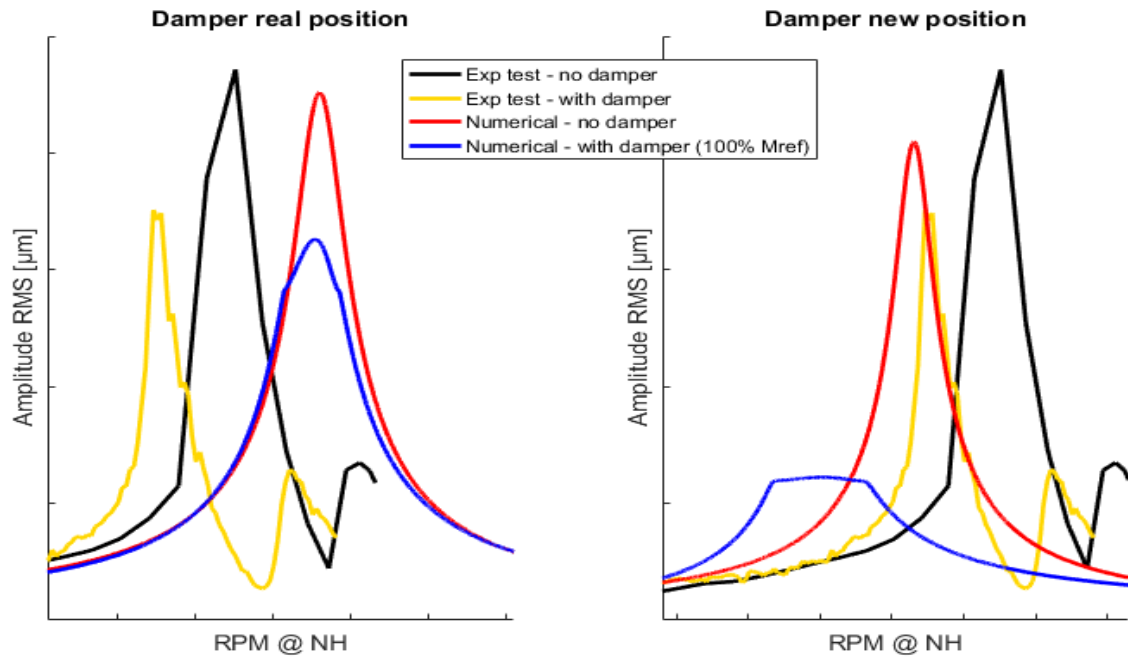 Damper real position
Damper new position
Exp test - no damper
Exp test - with damper
Numerical - no damper
Numerical - with damper (100% Mref)
Amplitude RMS [µm]
Amplitude RMS [µm]
RPM @ NH
RPM @ NH